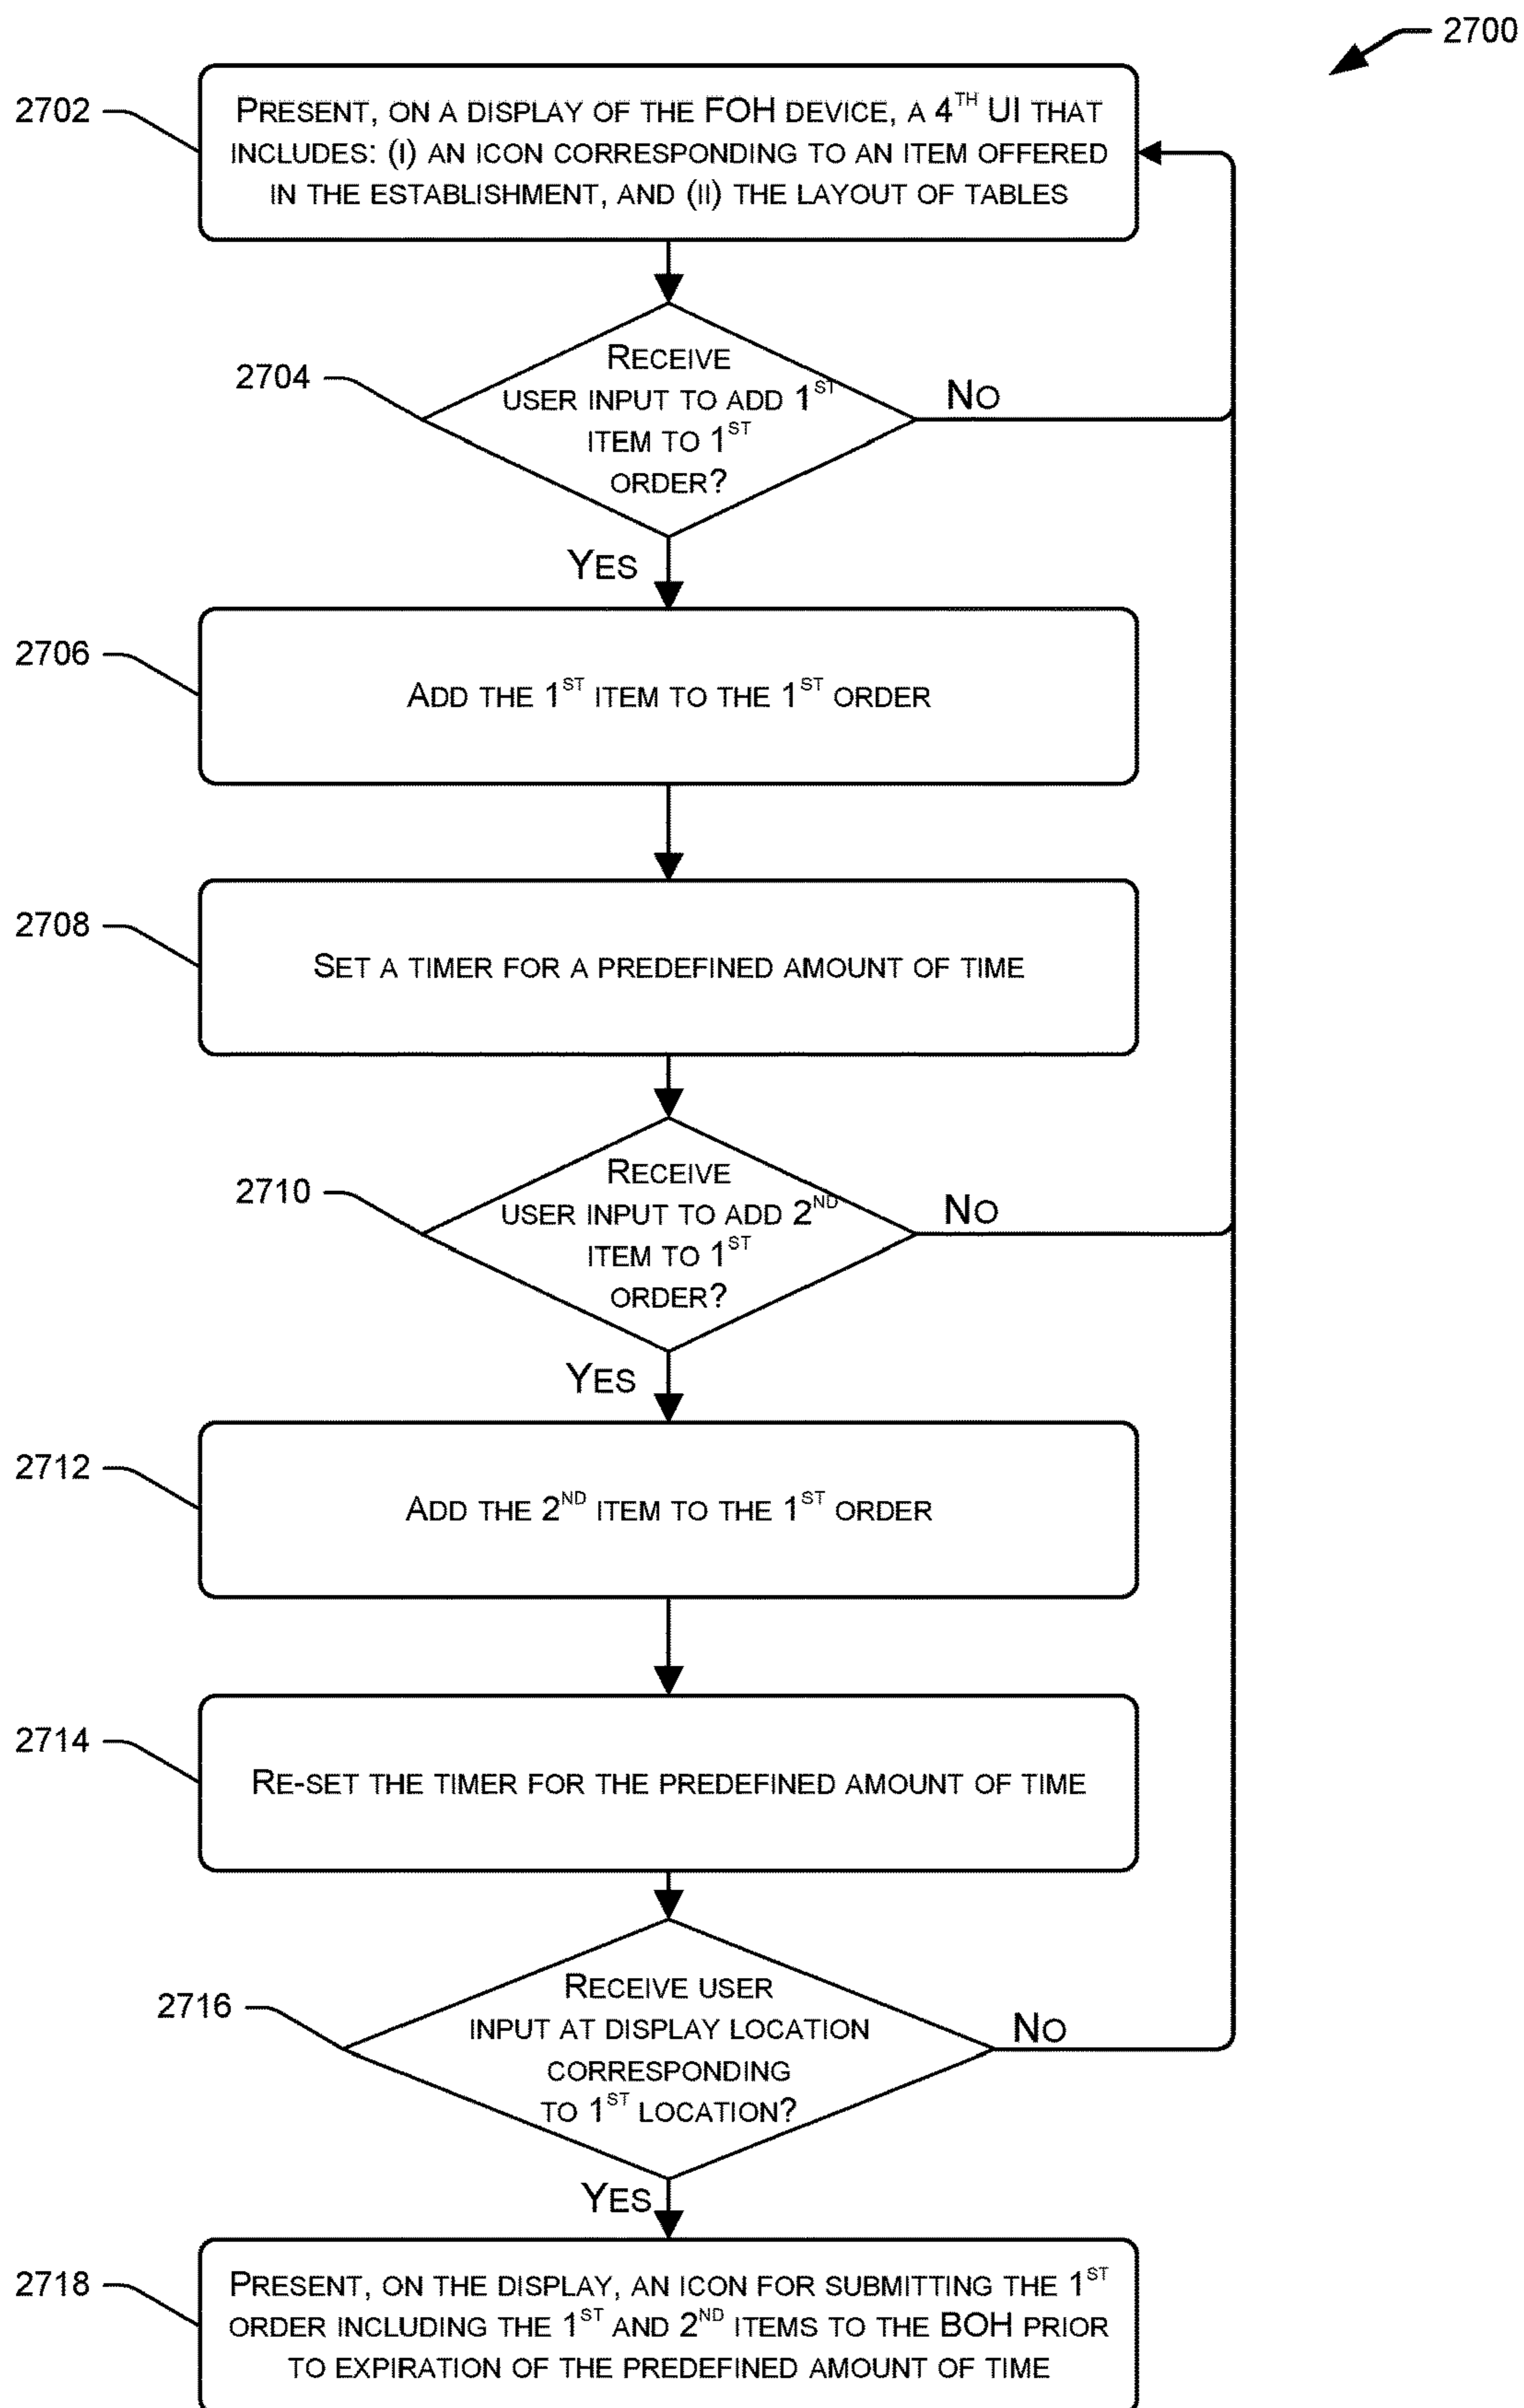 2700
2702
PRESENT, ON A DISPLAY OF THE FOH DEVICE, A 4TH UI THAT
INCLUDES: (I) AN ICON CORRESPONDING TO AN ITEM OFFERED
IN THE ESTABLISHMENT, AND (II) THE LAYOUT OF TABLES
2704
RECEIVE
USER INPUT TO ADD 1ST
ITEM TO 1ST
ORDER?
NO
YES
2706
ADD THE 1ST ITEM TO THE 1ST ORDER
2708
SET A TIMER FOR A PREDEFINED AMOUNT OF TIME
2710
RECEIVE
USER INPUT TO ADD 2ND
ITEM TO 1ST
ORDER?
NO
YES
2712
ADD THE 2ND ITEM TO THE 1ST ORDER
2714
RE-SET THE TIMER FOR THE PREDEFINED AMOUNT OF TIME
2716
RECEIVE USER
INPUT AT DISPLAY LOCATION
CORRESPONDING
TO 1ST LOCATION?
NO
YES
2718
PRESENT, ON THE DISPLAY, AN ICON FOR SUBMITTING THE 1ST
ORDER INCLUDING THE 1ST AND 2ND ITEMS TO THE BOH PRIOR
TO EXPIRATION OF THE PREDEFINED AMOUNT OF TIME